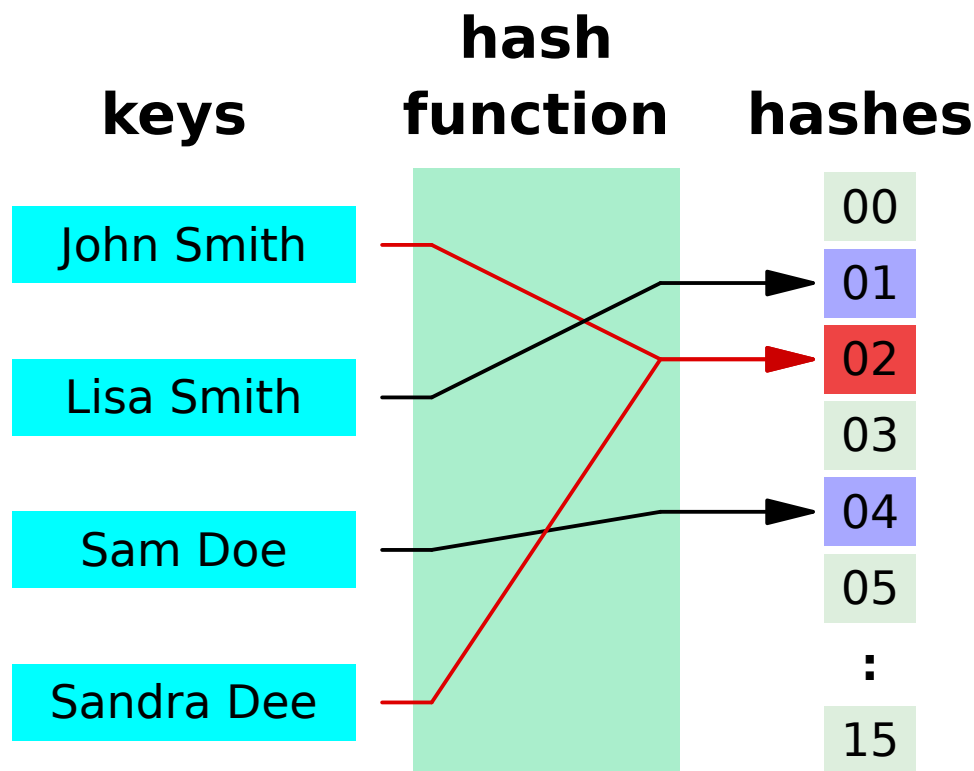 keys
hash
function
hashes
John Smith
Lisa Smith
Sam Doe
Sandra Dee
00
01
02
03
04
05
:
15